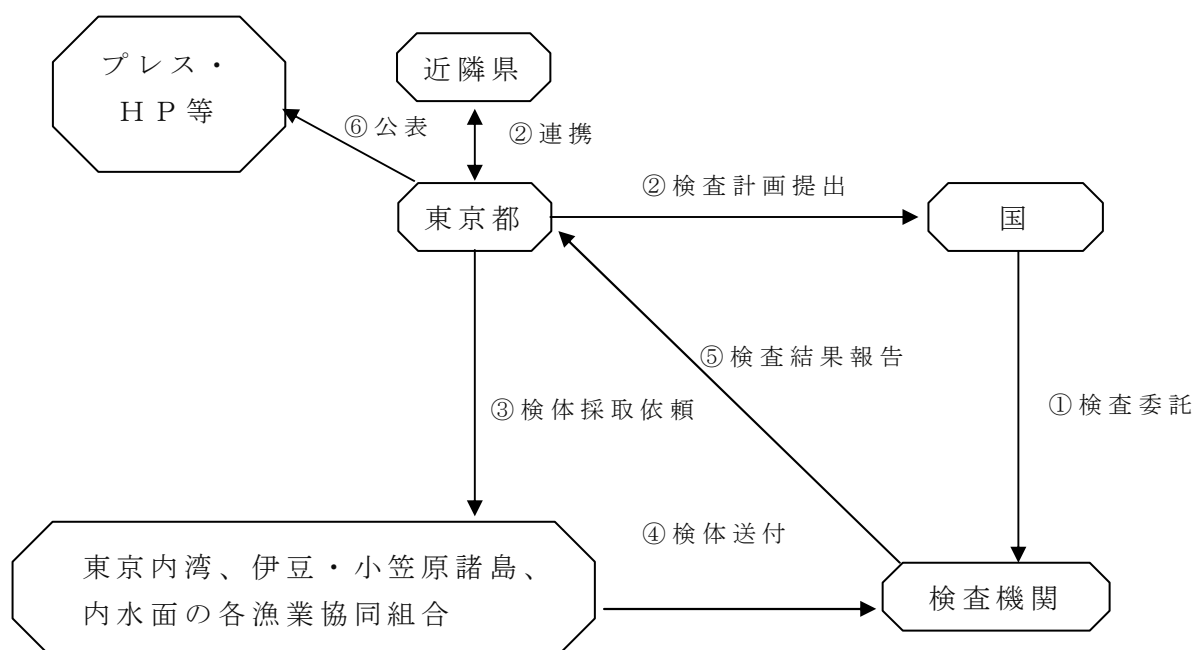 プレス・
ＨＰ等
近隣県
⑥公表
②連携
②検査計画提出
東京都
国
⑤検査結果報告
③検体採取依頼
①検査委託
④検体送付
東京内湾、伊豆・小笠原諸島、
内水面の各漁業協同組合
検査機関